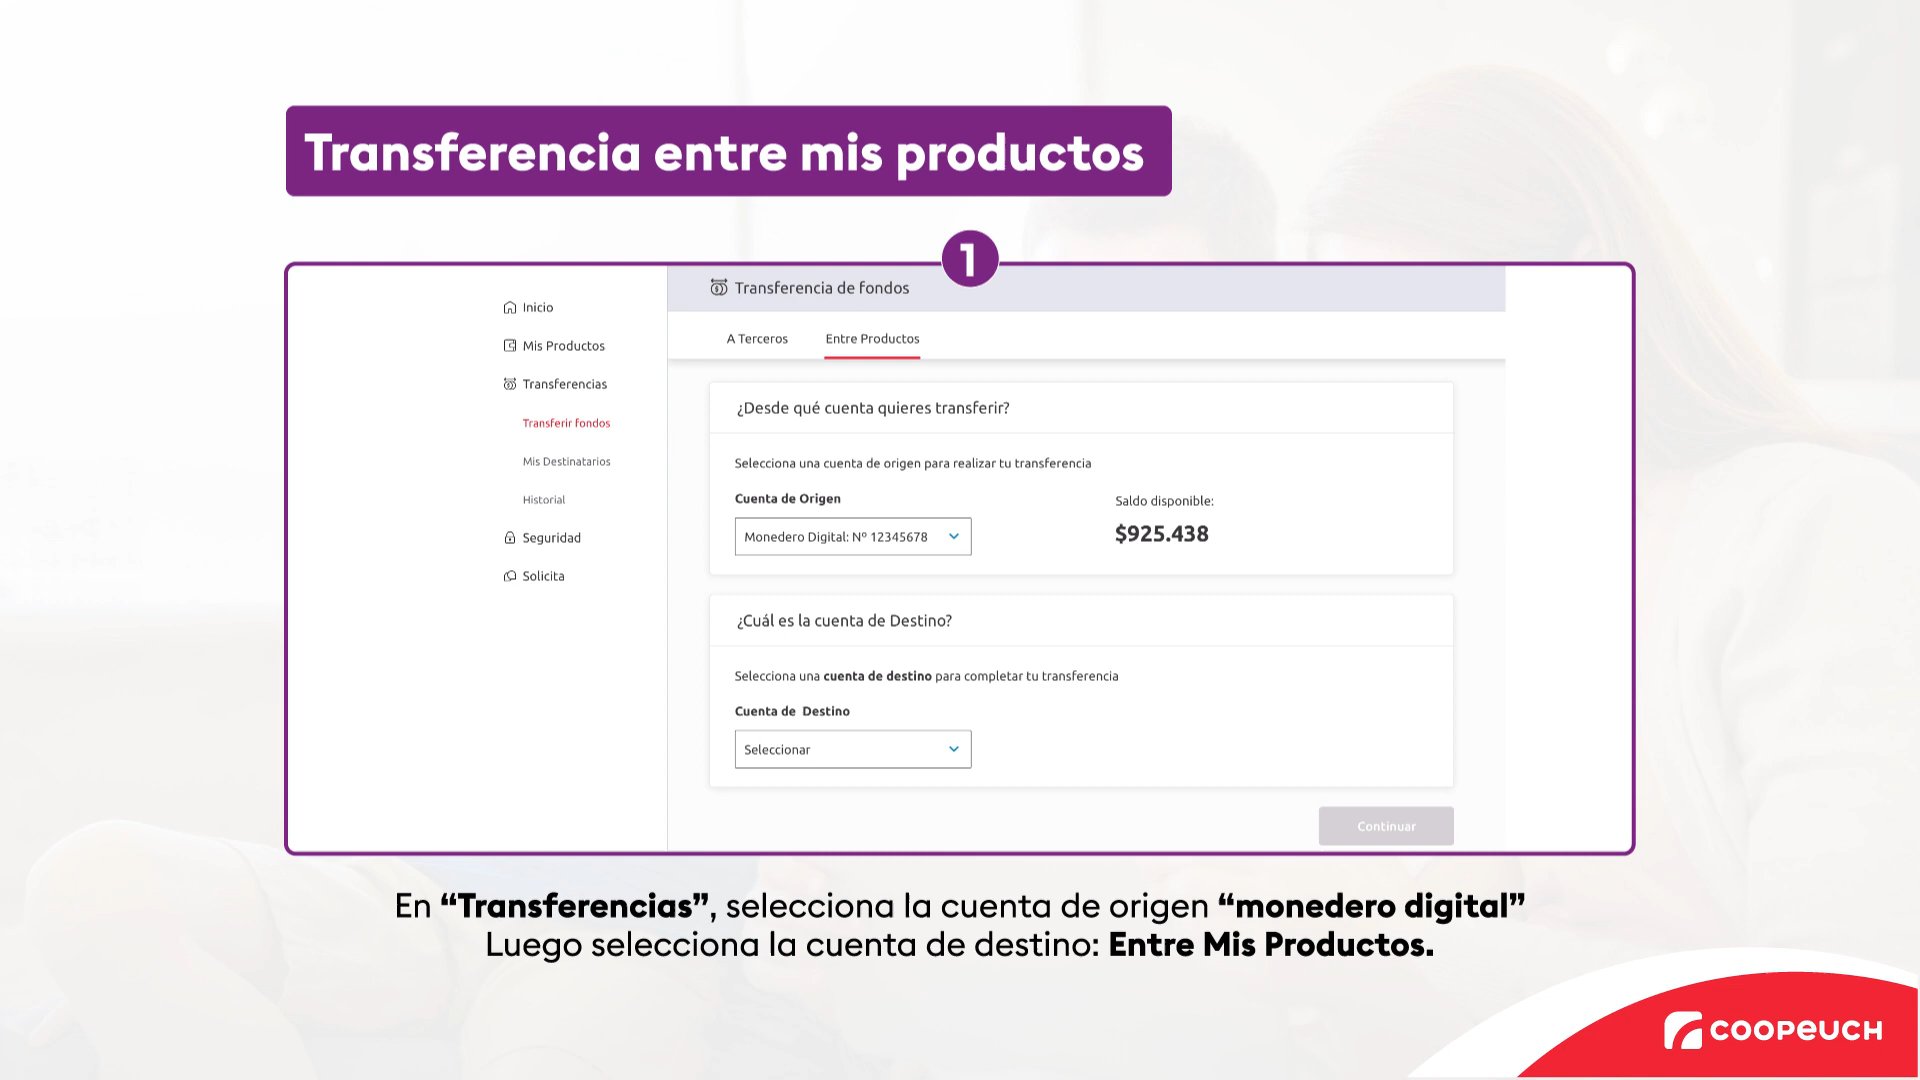 Transferencia entre mis productos
1
Inicio
Mis Productos
Transferencias
Transferir fondos
Mis Destinatarios
Historial
Seguridad
Solicita
Transferencia de fondos
A Terceros
Entre Productos
¿Desde qué cuenta quieres transferir?
Selecciona una cuenta de origen para realizar tu transferencia
Cuenta de Origen
Monedero Digital: Nº 12345678
Saldo disponible:
$925.438
¿Cuál es la cuenta de Destino?
Selecciona una cuenta de destino para completar tu transferencia
Cuenta de Destino
Seleccionar
Continuar
En “Transferencias”, selecciona la cuenta de origen “monedero digital”
Luego selecciona la cuenta de destino: Entre Mis Productos.
COOPEUCH